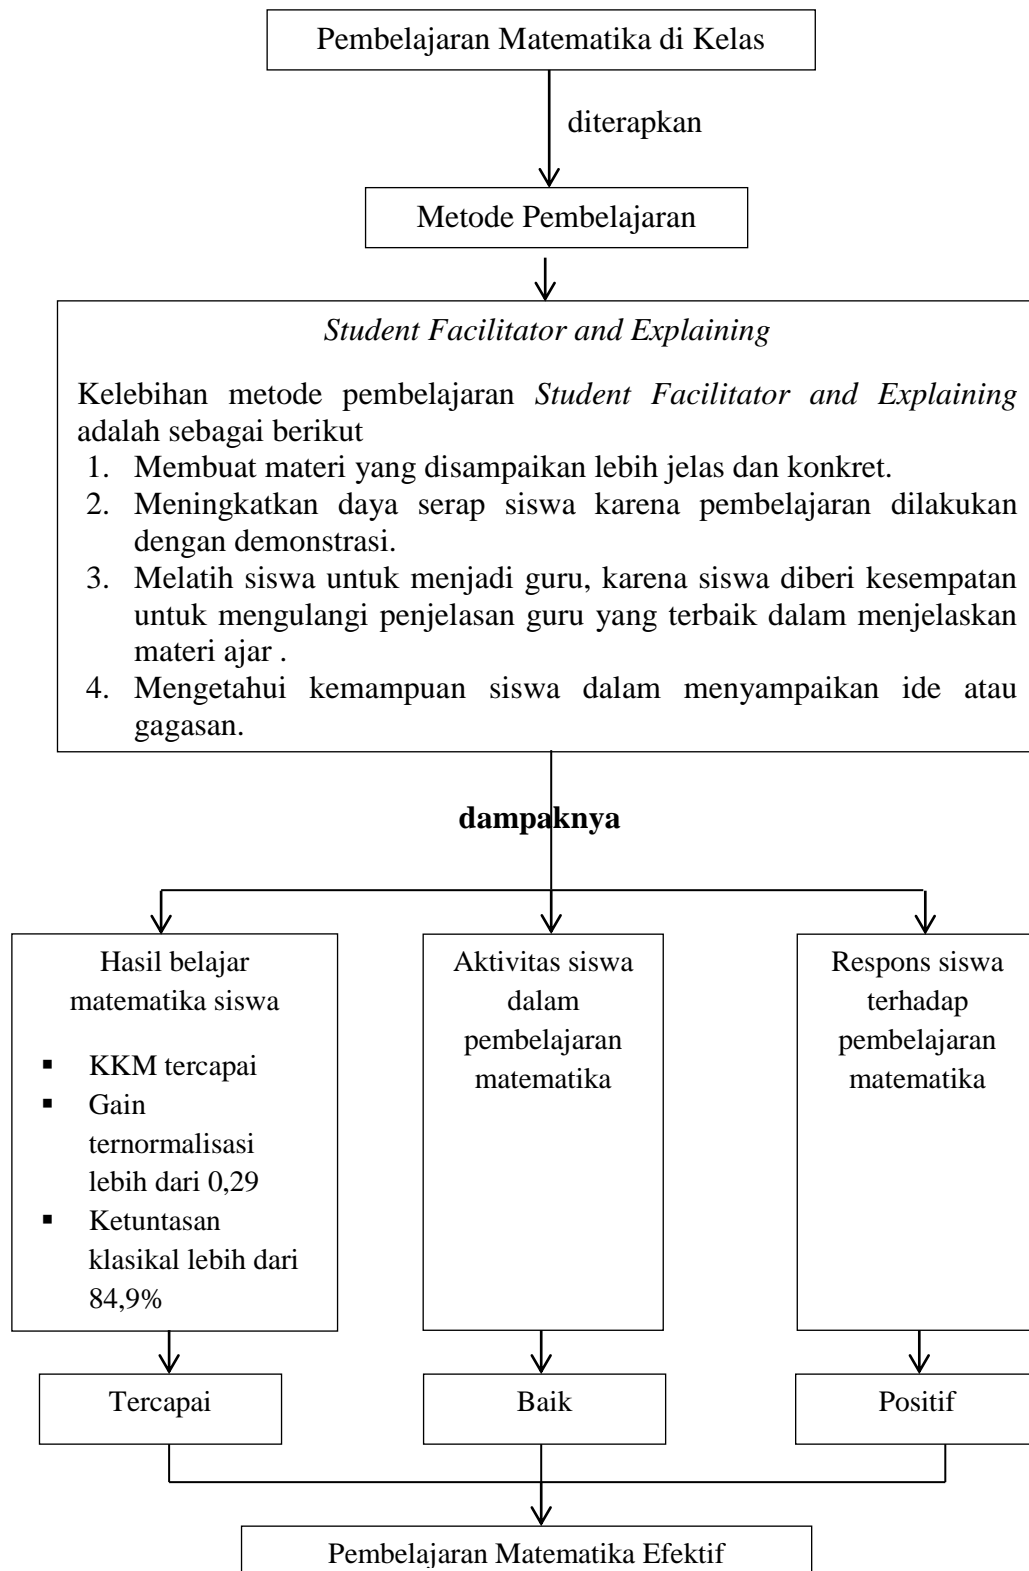 Pembelajaran Matematika di Kelas
diterapkan
Metode Pembelajaran
Student Facilitator and Explaining
Kelebihan metode pembelajaran Student Facilitator and Explaining
adalah sebagai berikut
1. Membuat materi yang disampaikan lebih jelas dan konkret.
2. Meningkatkan daya serap siswa karena pembelajaran dilakukan
dengan demonstrasi.
3. Melatih siswa untuk menjadi guru, karena siswa diberi kesempatan
untuk mengulangi penjelasan guru yang terbaik dalam menjelaskan
materi ajar .
4. Mengetahui kemampuan siswa dalam menyampaikan ide atau
gagasan.
dampaknya
Hasil belajar
matematika siswa
▪ KKM tercapai
▪ Gain
ternormalisasi
lebih dari 0,29
▪ Ketuntasan
klasikal lebih dari
84,9%
Aktivitas siswa
dalam
pembelajaran
matematika
Respons siswa
terhadap
pembelajaran
matematika
Tercapai
Baik
Positif
Pembelajaran Matematika Efektif